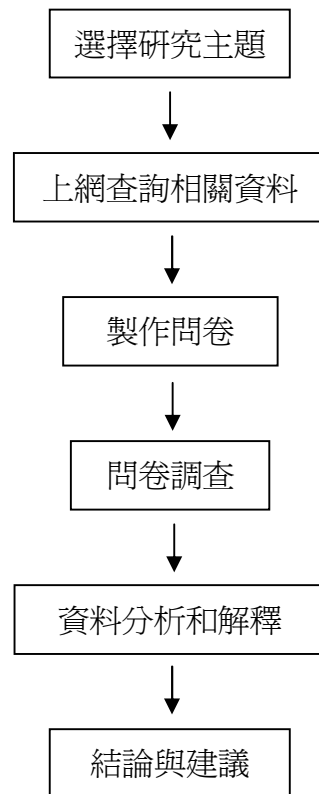 選擇研究主題
上網查詢相關資料
製作問卷
問卷調查
資料分析和解釋
結論與建議